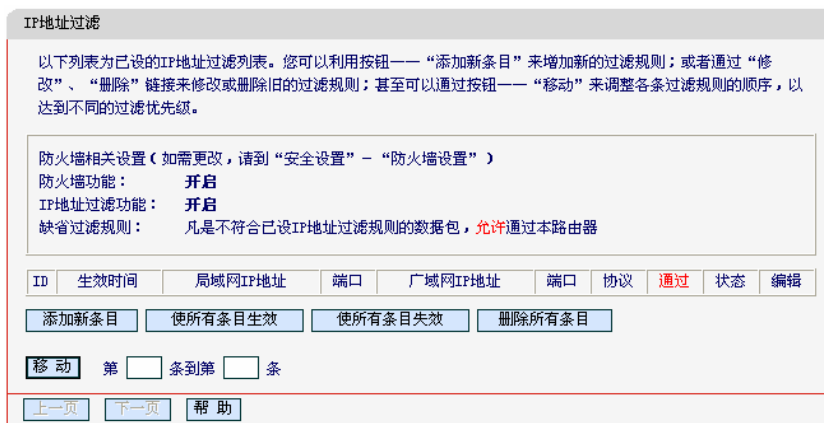 IP地址过滤
以下列表为已设的IP地址过滤列表。您可以利用按钮——“添加新条目”来增加新的过滤规则；或者通过“修
改”、“删除”链接来修改或删除旧的过滤规则；甚至可以通过按钮——“移动”来调整各条过滤规则的顺序，以
达到不同的过滤优先级。
防火墙相关设置（如需更改，请到“安全设置”－“防火墙设置”）
防火墙功能： 开启
IP地址过滤功能： 开启
缺省过滤规则： 凡是不符合已设IP地址过滤规则的数据包，允许通过本路由器
ID 生效时间 局域网IP地址 端口 广域网IP地址 端口 协议 通过 状态 编辑
添加新条目 使所有条目生效 使所有条目失效 删除所有条目
移 动 第 条到第 条
上一页 下一页 帮 助